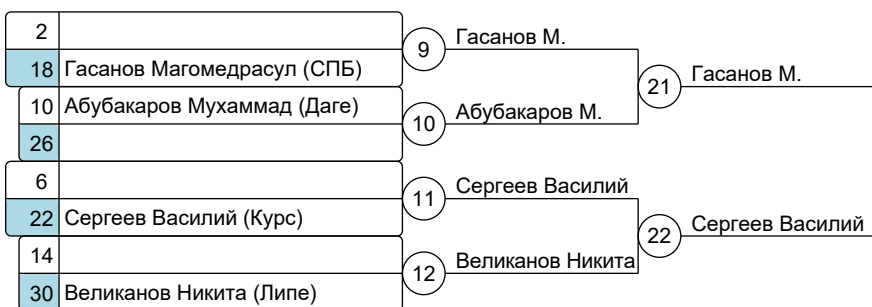 2
9
Гасанов М.
18 Гасанов Магомедрасул (СПБ)
21
Гасанов М.
10 Абубакаров Мухаммад (Даге)
10
Абубакаров М.
26
6
11
Сергеев Василий
22 Сергеев Василий (Курс)
22
Сергеев Василий
14
12
Великанов Никита
30 Великанов Никита (Липе)